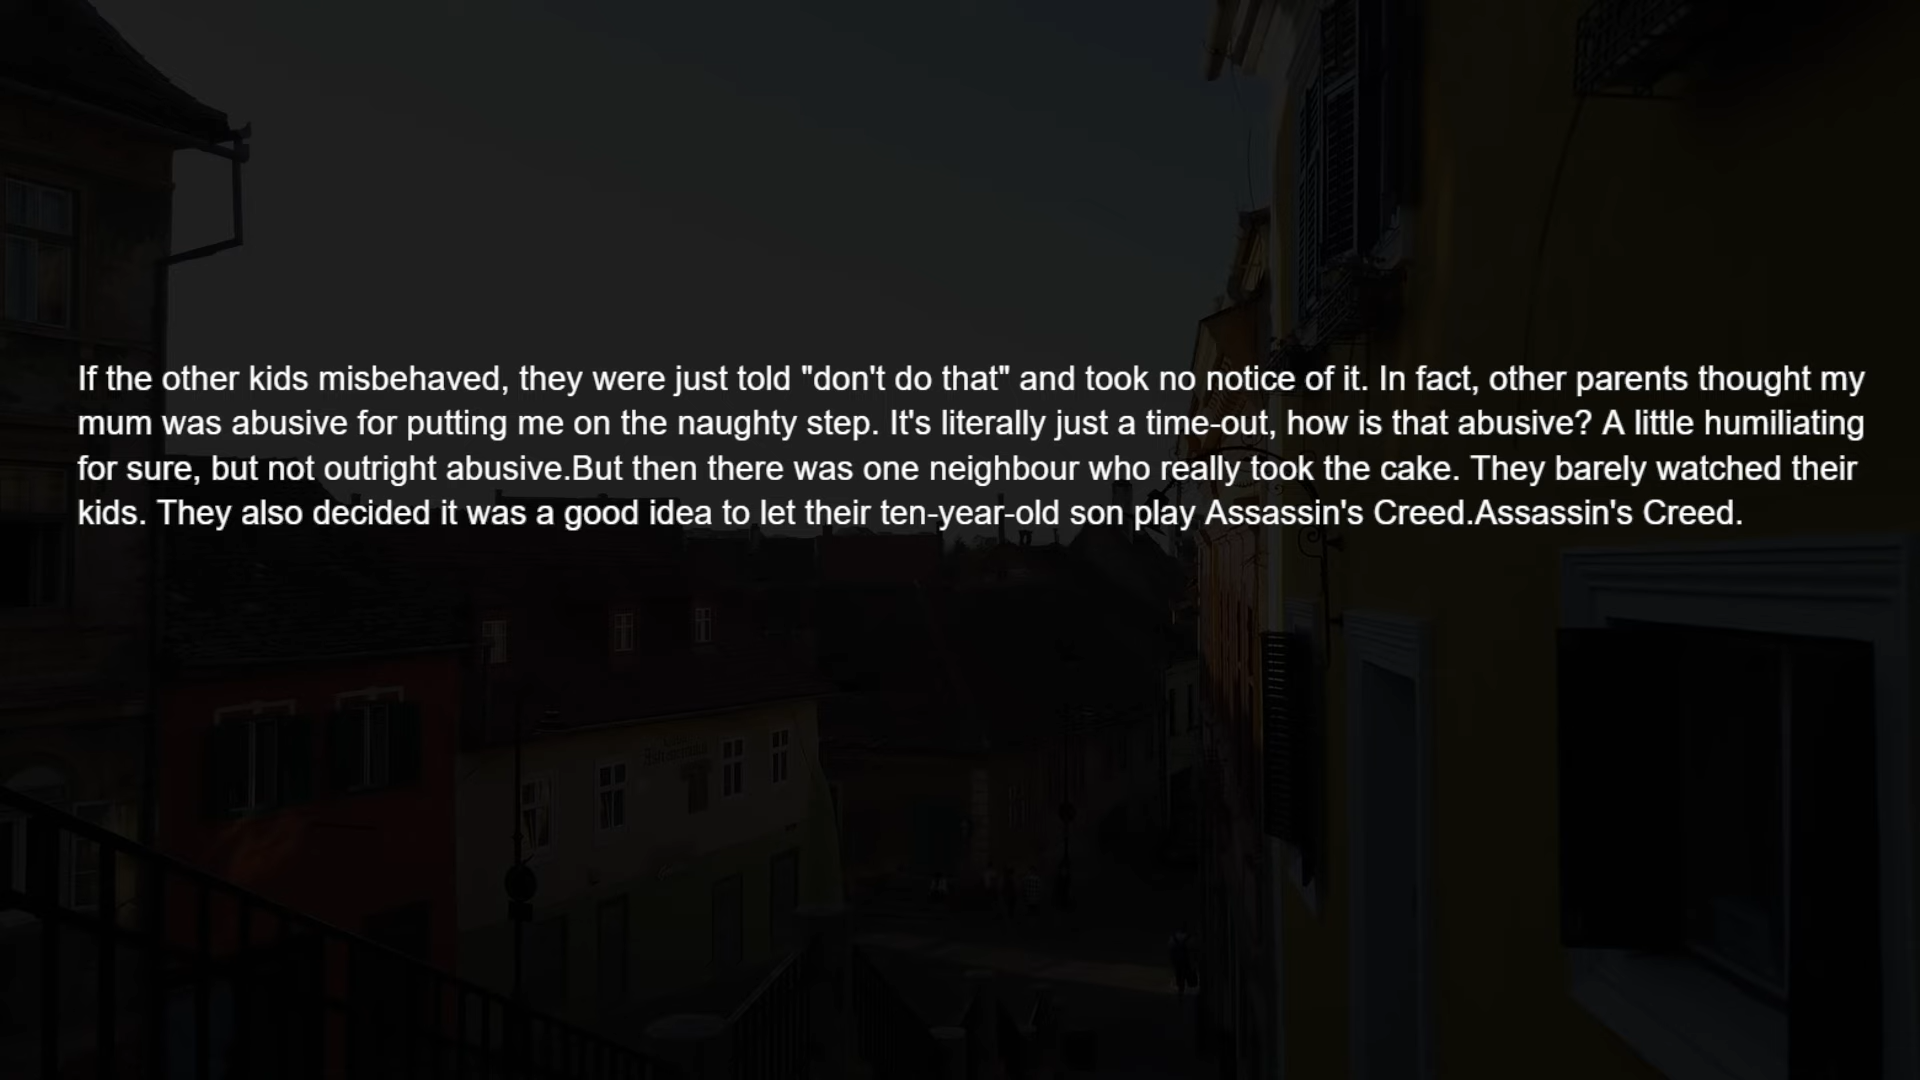 If the other kids misbehaved, they were just told "don't do that" and took no notice of it. In fact, other parents thought my
mum was abusive for putting me on the naughty step. It's literally just a time-out, how is that abusive? A little humiliating
for sure, but not outright abusive.But then there was one neighbour who really took the cake. They barely watched their
kids. They also decided it was a good idea to let their ten-year-old son play Assassin's Creed.Assassin's Creed.